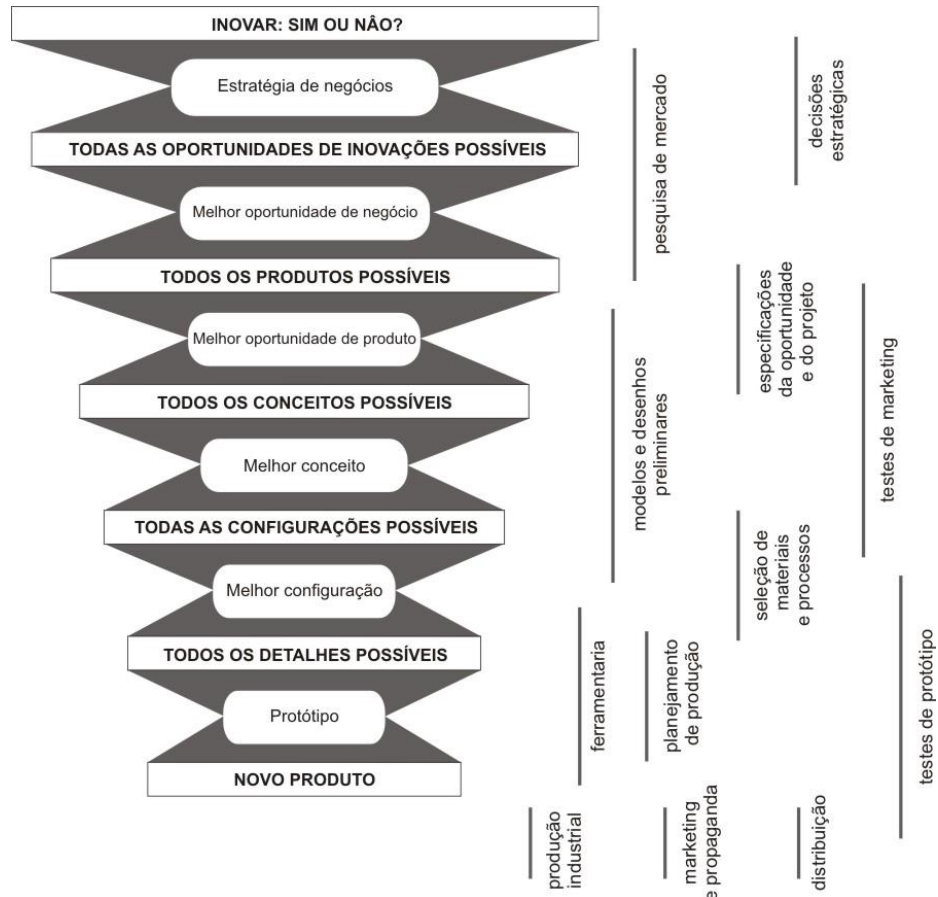 INOVAR: SIM OU NÂO?
Estratégia de negócios
TODAS AS OPORTUNIDADES DE INOVAÇÕES POSSÍVEIS
Melhor oportunidade de negócio
TODOS OS PRODUTOS POSSÍVEIS
Melhor oportunidade de produto
TODOS OS CONCEITOS POSSÍVEIS
Melhor conceito
TODAS AS CONFIGURAÇÕES POSSÍVEIS
Melhor configuração
TODOS OS DETALHES POSSÍVEIS
Protótipo
NOVO PRODUTO
pesquisa de mercado
decisões
estratégicas
modelos e desenhos
preliminares
especificações
da oportunidade
e do projeto
testes de marketing
seleção de
materiais
e processos
ferramentaria
planejamento
de produção
testes de protótipo
produção
industrial
marketing
e propaganda
distribuição